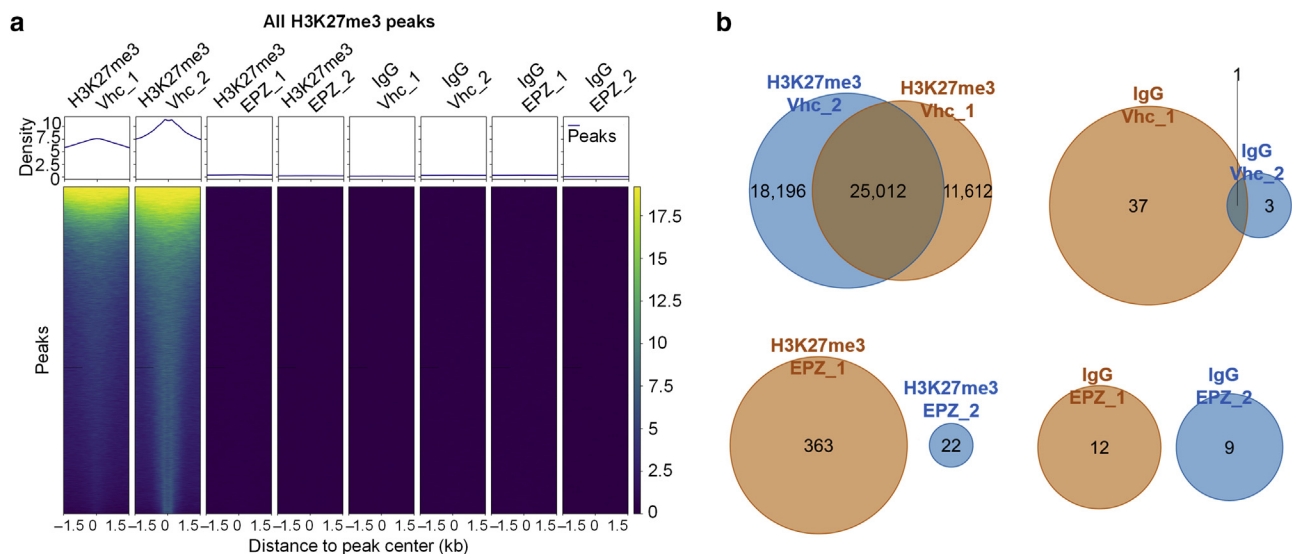 a
All H3K27me3 peaks
H3K27me3
Vhc_1
H3K27me3
Vhc_2
H3K27me3
EPZ_1
H3K27me3
EPZ_2
IgG
Vhc_1
IgG
Vhc_2
IgG
EPZ_1
IgG
EPZ_2
Density
10
7.5
2.5
0
Peaks
Peaks
17.5
15.0
12.5
10.0
7.5
5.0
2.5
0
–1.5 0 1.5 –1.5 0 1.5 –1.5 0 1.5 –1.5 0 1.5 –1.5 0 1.5 –1.5 0 1.5 –1.5 0 1.5 –1.5 0 1.5
Distance to peak center (kb)
b
H3K27me3
Vhc_2
H3K27me3
Vhc_1
18,196
25,012
11,612
IgG
Vhc_1
1
IgG
Vhc_2
37
3
H3K27me3
EPZ_1
H3K27me3
EPZ_2
363
22
IgG
EPZ_1
IgG
EPZ_2
12
9